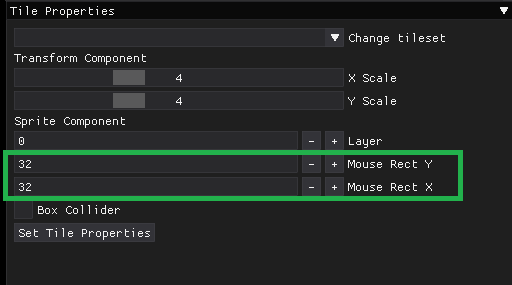 Tile Properties
Change tileset
Transform Component
4 X Scale
4 Y Scale
Sprite Component
0 - + Layer
32 - + Mouse Rect Y
32 - + Mouse Rect X
Box Collider
Set Tile Properties